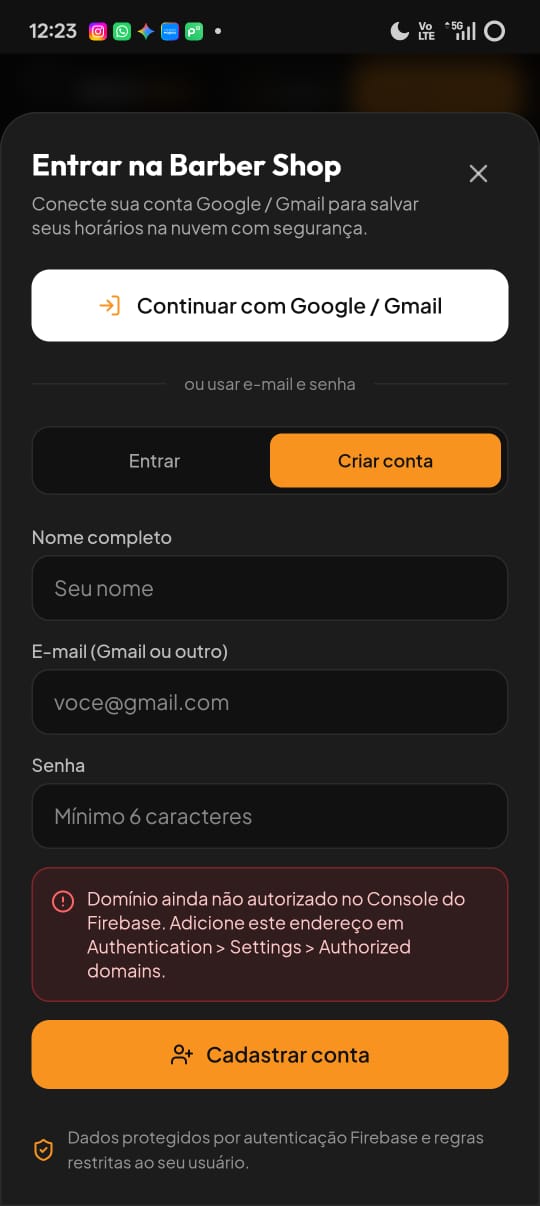 12:23
Vo
LTE
5G
Entrar na Barber Shop
Conecte sua conta Google / Gmail para salvar
seus horários na nuvem com segurança.
Continuar com Google / Gmail
ou usar e-mail e senha
Entrar
Criar conta
Nome completo
Seu nome
E-mail (Gmail ou outro)
voce@gmail.com
Senha
Mínimo 6 caracteres
Domínio ainda não autorizado no Console do
Firebase. Adicione este endereço em
Authentication > Settings > Authorized
domains.
Cadastrar conta
Dados protegidos por autenticação Firebase e regras
restritas ao seu usuário.